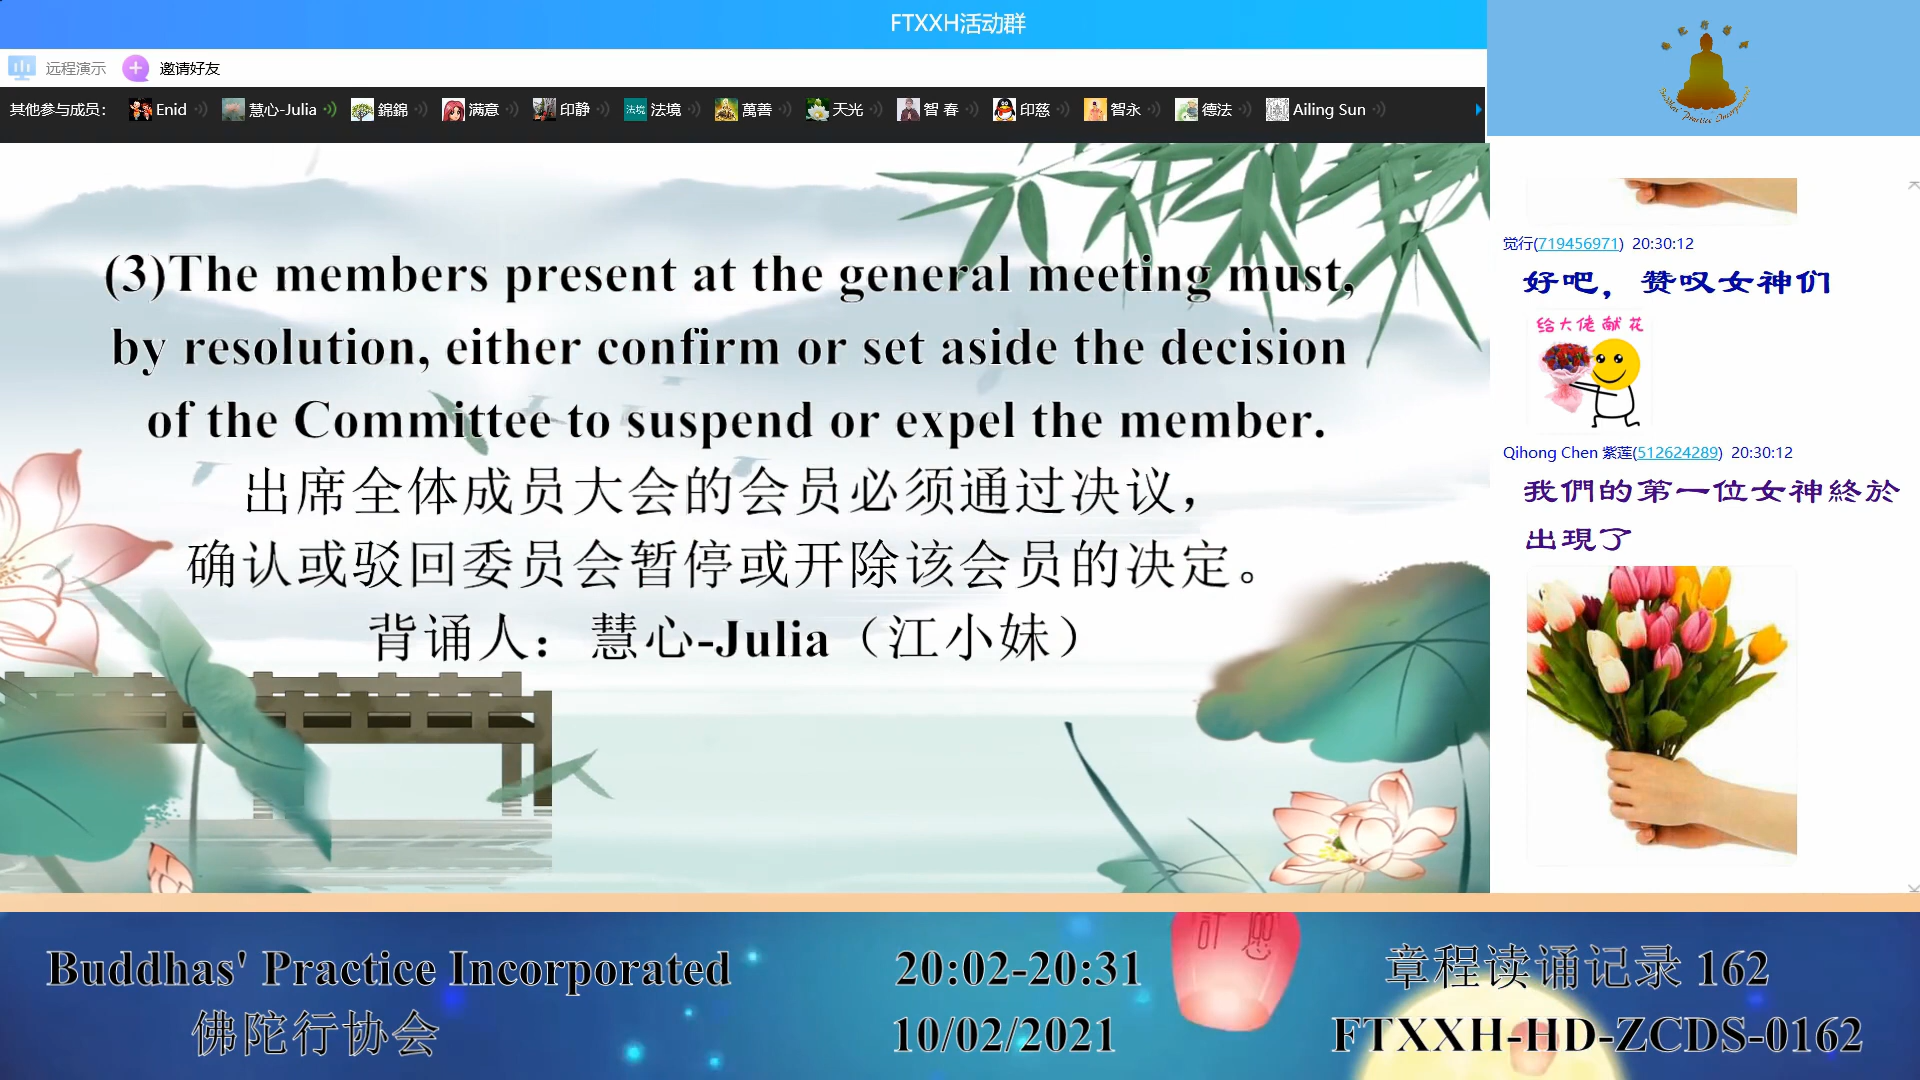 FTXXH活动群
远程演示 邀请好友
其他参与成员： Enid 慧心-Julia 錦錦 满意 印静 法境 法境 萬善 天光 智 春 印慈 智永 德法 Ailing Sun
(3)The members present at the general meeting must,
by resolution, either confirm or set aside the decision
of the Committee to suspend or expel the member.
出席全体成员大会的会员必须通过决议，
确认或驳回委员会暂停或开除该会员的决定。
背诵人：慧心-Julia（江小妹）
Buddhas' Practice Incorporated
觉行(719456971) 20:30:12
好吧，赞叹女神们
给大佬献花
Qihong Chen 紫莲(512624289) 20:30:12
我們的第一位女神終於
出現了
Buddhas' Practice Incorporated
佛陀行协会
20:02-20:31
10/02/2021
章程读诵记录 162
FTXXH-HD-ZCDS-0162